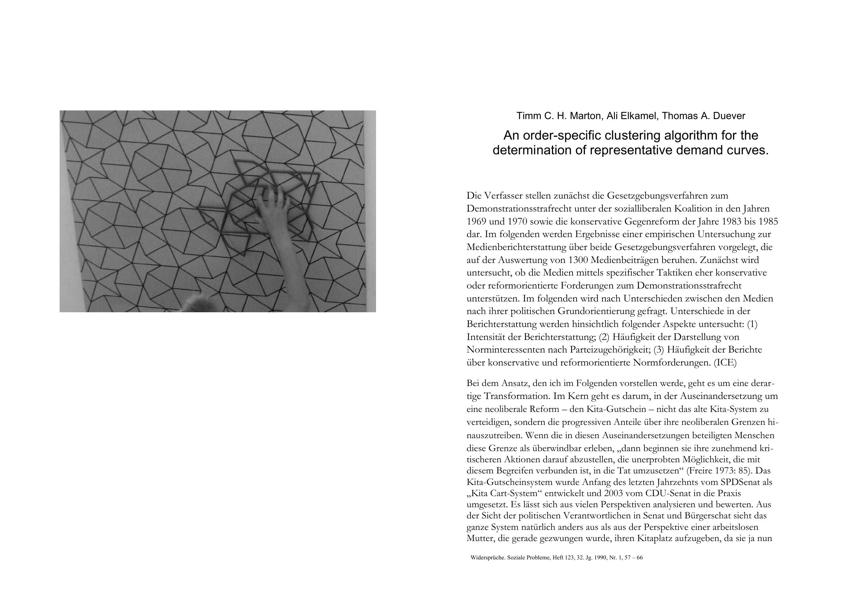 Timm C. H. Marton, Ali Elkamel, Thomas A. Duever
An order-specific clustering algorithm for the
determination of representative demand curves.
Die Verfasser stellen zunächst die Gesetzgebungsverfahren zum
Demonstrationsstrafrecht unter der sozialliberalen Koalition in den Jahren
1969 und 1970 sowie die konservative Gegenreform der Jahre 1983 bis 1985
dar. Im folgenden werden Ergebnisse einer empirischen Untersuchung zur
Medienberichterstattung über beide Gesetzgebungsverfahren vorgelegt, die
auf der Auswertung von 1300 Medienbeiträgen beruhen. Zunächst wird
untersucht, ob die Medien mittels spezifischer Taktiken eher konservative
oder reformorientierte Forderungen zum Demonstrationsstrafrecht
unterstützen. Im folgenden wird nach Unterschieden zwischen den Medien
nach ihrer politischen Grundorientierung gefragt. Unterschiede in der
Berichterstattung werden hinsichtlich folgender Aspekte untersucht: (1)
Intensität der Berichterstattung; (2) Häufigkeit der Darstellung von
Norminteressenten nach Parteizugehörigkeit; (3) Häufigkeit der Berichte
über konservative und reformorientierte Normforderungen. (ICE)
Bei dem Ansatz, den ich im Folgenden vorstellen werde, geht es um eine derar-
tige Transformation. Im Kern geht es darum, in der Auseinandersetzung um
eine neoliberale Reform – den Kita-Gutschein – nicht das alte Kita-System zu
verteidigen, sondern die progressiven Anteile über ihre neoliberalen Grenzen hi-
nauszutreiben. Wenn die in diesen Auseinandersetzungen beteiligten Menschen
diese Grenze als überwindbar erleben, „dann beginnen sie ihre zunehmend kri-
tischeren Aktionen darauf abzustellen, die unerprobten Möglichkeit, die mit
diesem Begreifen verbunden ist, in die Tat umzusetzen“ (Freire 1973: 85). Das
Kita-Gutscheinsystem wurde Anfang des letzten Jahrzehnts vom SPDSenat als
„Kita Cart-System“ entwickelt und 2003 vom CDU-Senat in die Praxis
umgesetzt. Es lässt sich aus vielen Perspektiven analysieren und bewerten. Aus
der Sicht der politischen Verantwortlichen in Senat und Bürgerschat sieht das
ganze System natürlich anders aus als aus der Perspektive einer arbeitslosen
Mutter, die gerade gezwungen wurde, ihren Kitaplatz aufzugeben, da sie ja nun
Widersprüche. Soziale Probleme, Heft 123, 32. Jg. 1990, Nr. 1, 57 – 66